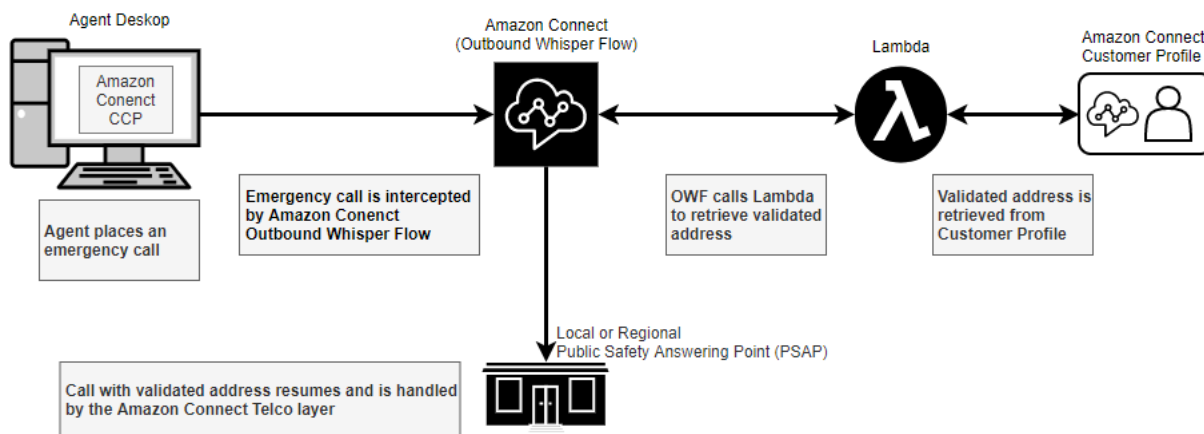 Agent Deskop
Amazon Connect
(Outbound Whisper Flow)
Lambda
Amazon Connect
Customer Profile
Amazon
Conenct
CCP
Agent places an
emergency call
Emergency call is intercepted
by Amazon Conenct
Outbound Whisper Flow
OWF calls Lambda
to retrieve validated
address
Validated address is
retrieved from
Customer Profile
Local or Regional
Public Safety Answering Point (PSAP)
Call with validated address resumes and is handled
by the Amazon Connect Telco layer